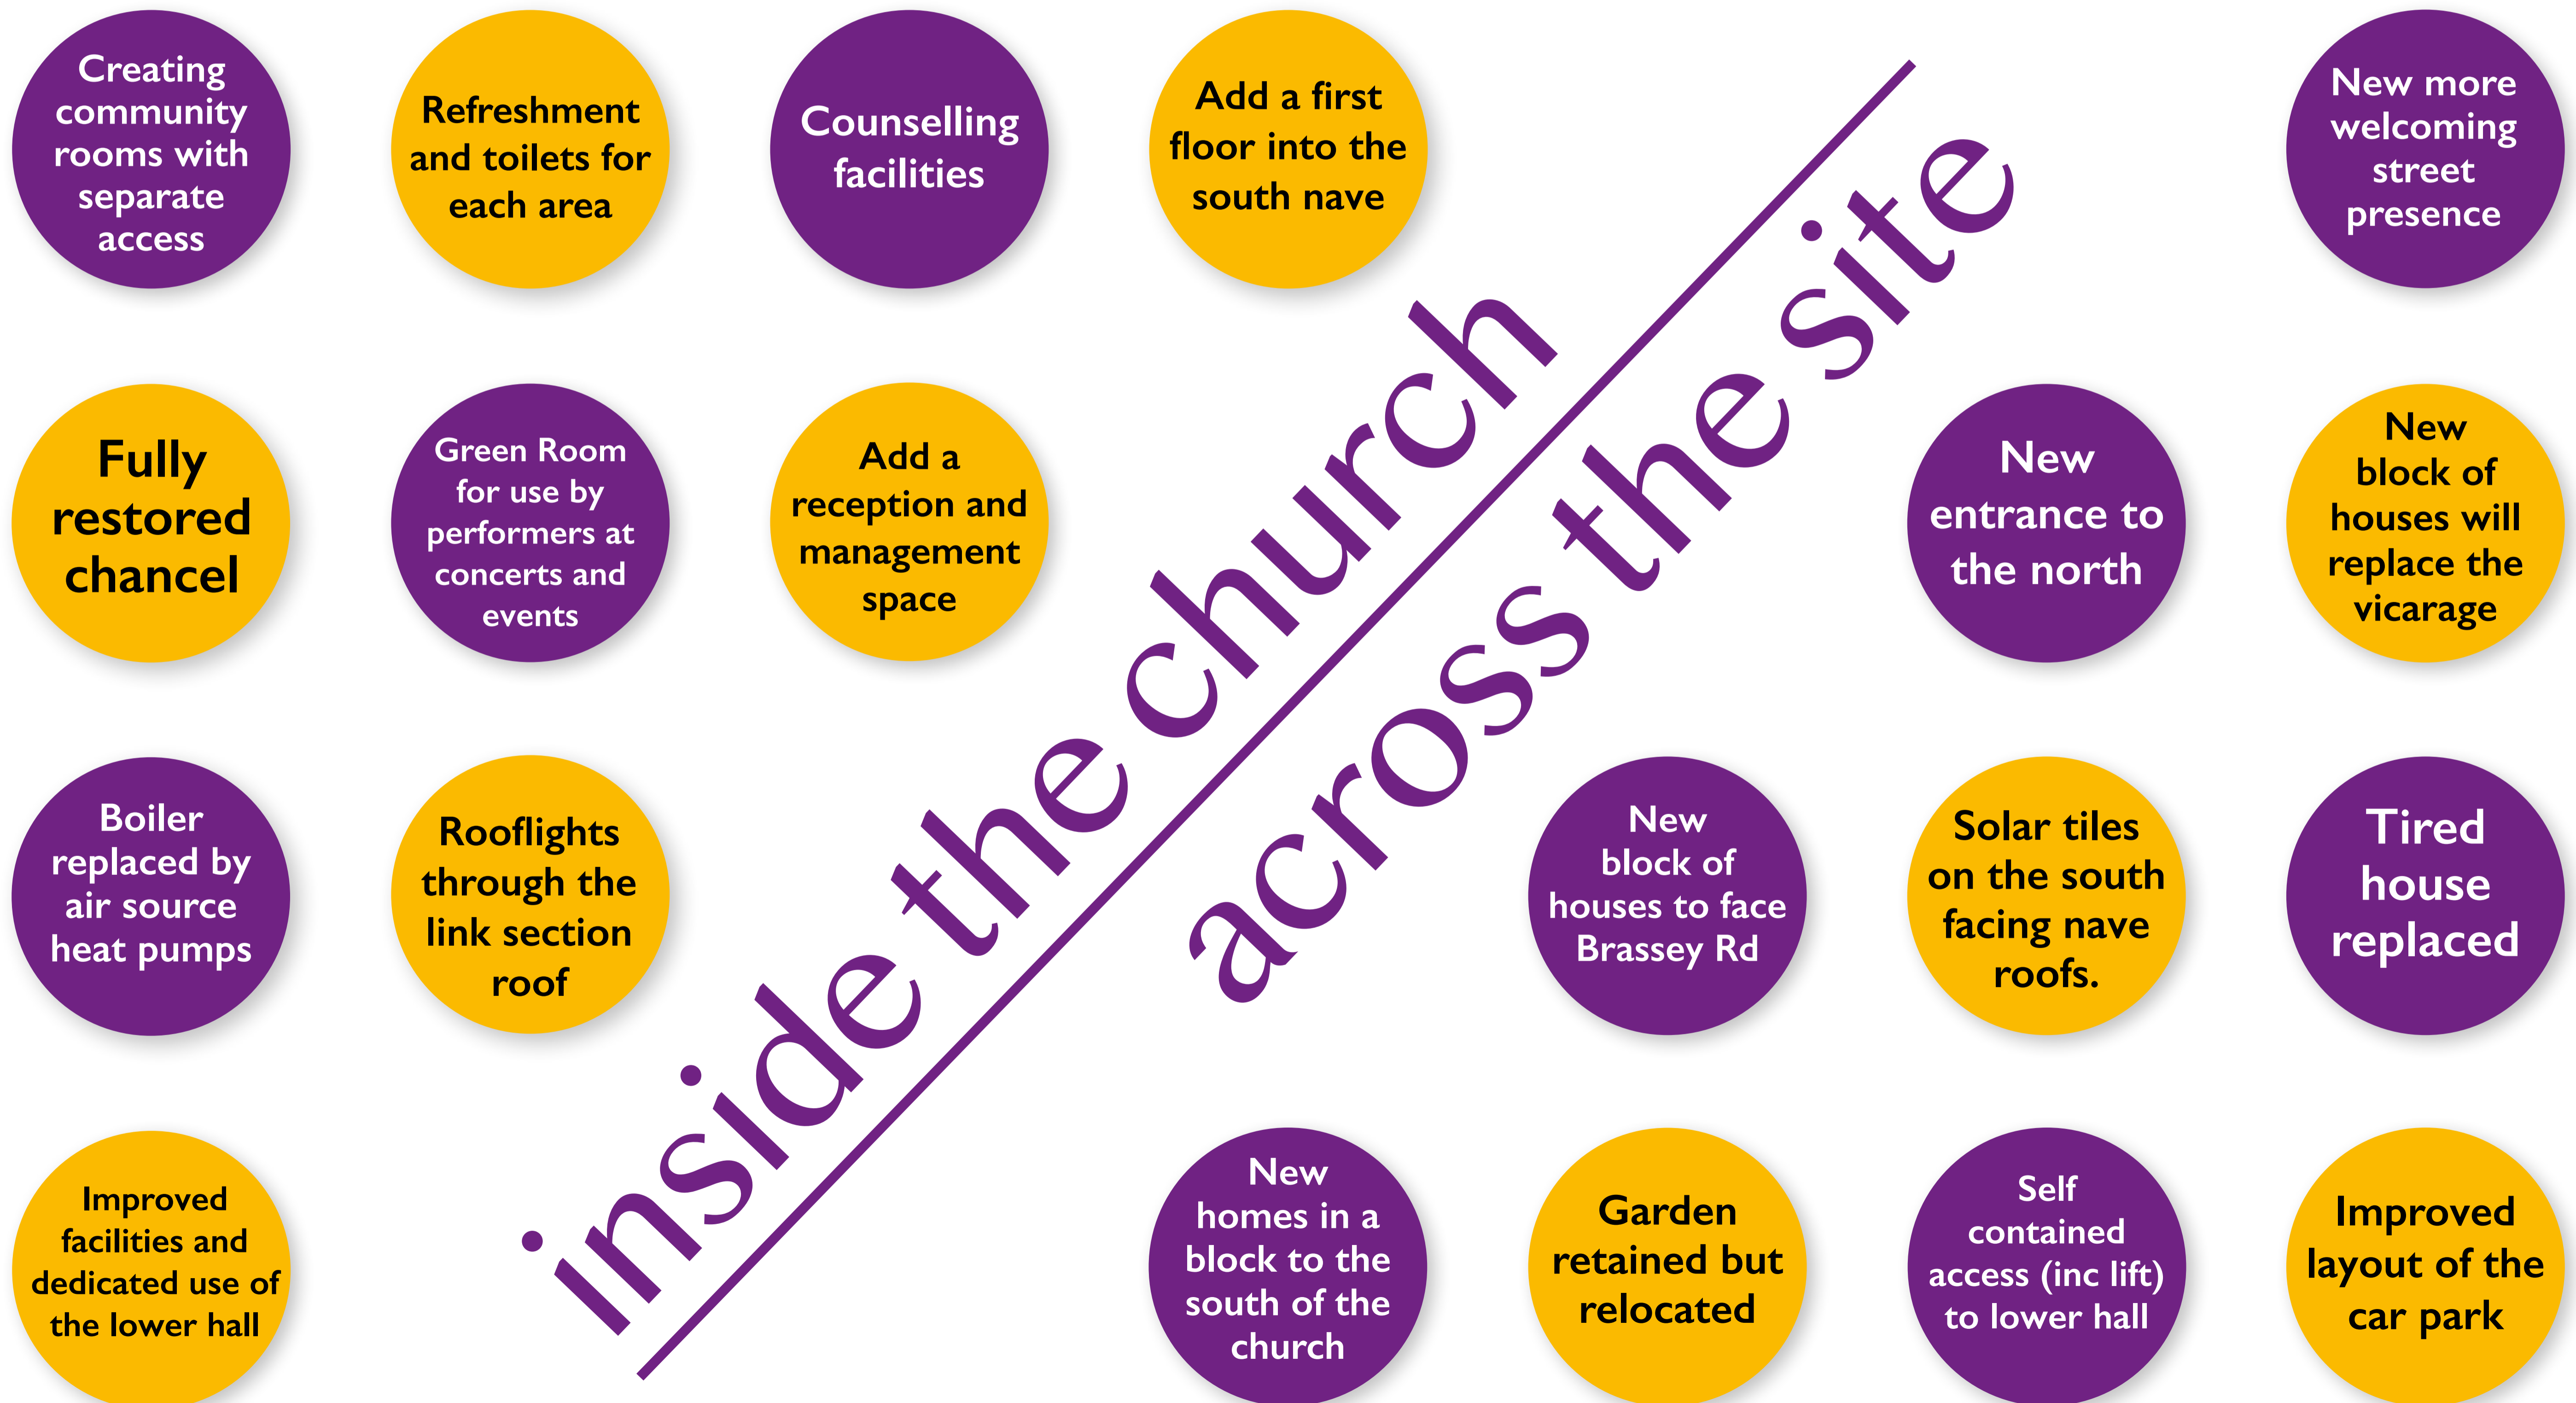 Creating
community
rooms with
separate
access
Refreshment
and toilets for
each area
Counselling
facilities
Add a first
floor into the
south nave
Fully
restored
chancel
Green Room
for use by
performers at
concerts and
events
Add a
reception and
management
space
Boiler
replaced by
air source
heat pumps
Rooflights
through the
link section
roof
Improved
facilities and
dedicated use of
the lower hall
inside the church
across the site
New more
welcoming
street
presence
New
entrance to
the north
New
block of
houses will
replace the
vicarage
New
block of
houses to face
Brassey Rd
Solar tiles
on the south
facing nave
roofs.
Tired
house
replaced
New
homes in a
block to the
south of the
church
Garden
retained but
relocated
Self
contained
access (inc lift)
to lower hall
Improved
layout of the
car park